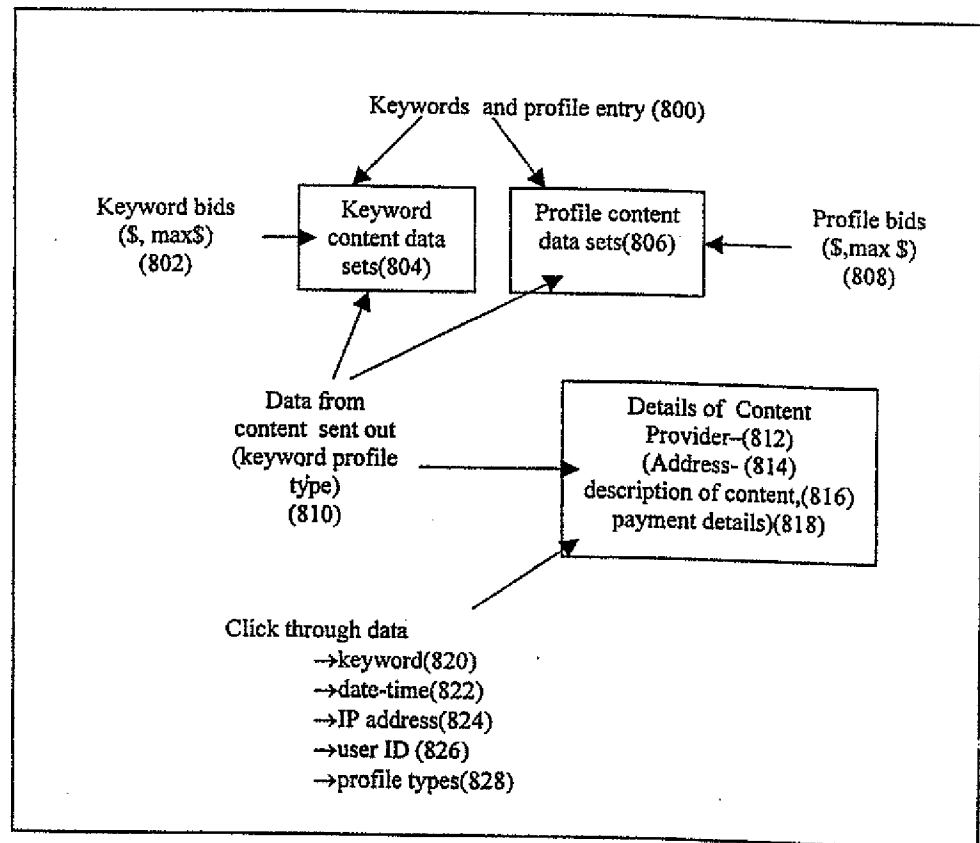 Keywords and profile entry (800)
Keyword bids
($, max$)
(802)
Keyword
content data
sets(804)
Profile content
data sets(806)
Profile bids
($,max $)
(808)
Data from
content sent out
(keyword profile
type)
(810)
Details of Content
Provider--(812)
(Address- (814)
description of content,(816)
payment details)(818)
Click through data
→keyword(820)
→date-time(822)
→IP address(824)
→user ID (826)
→profile types(828)